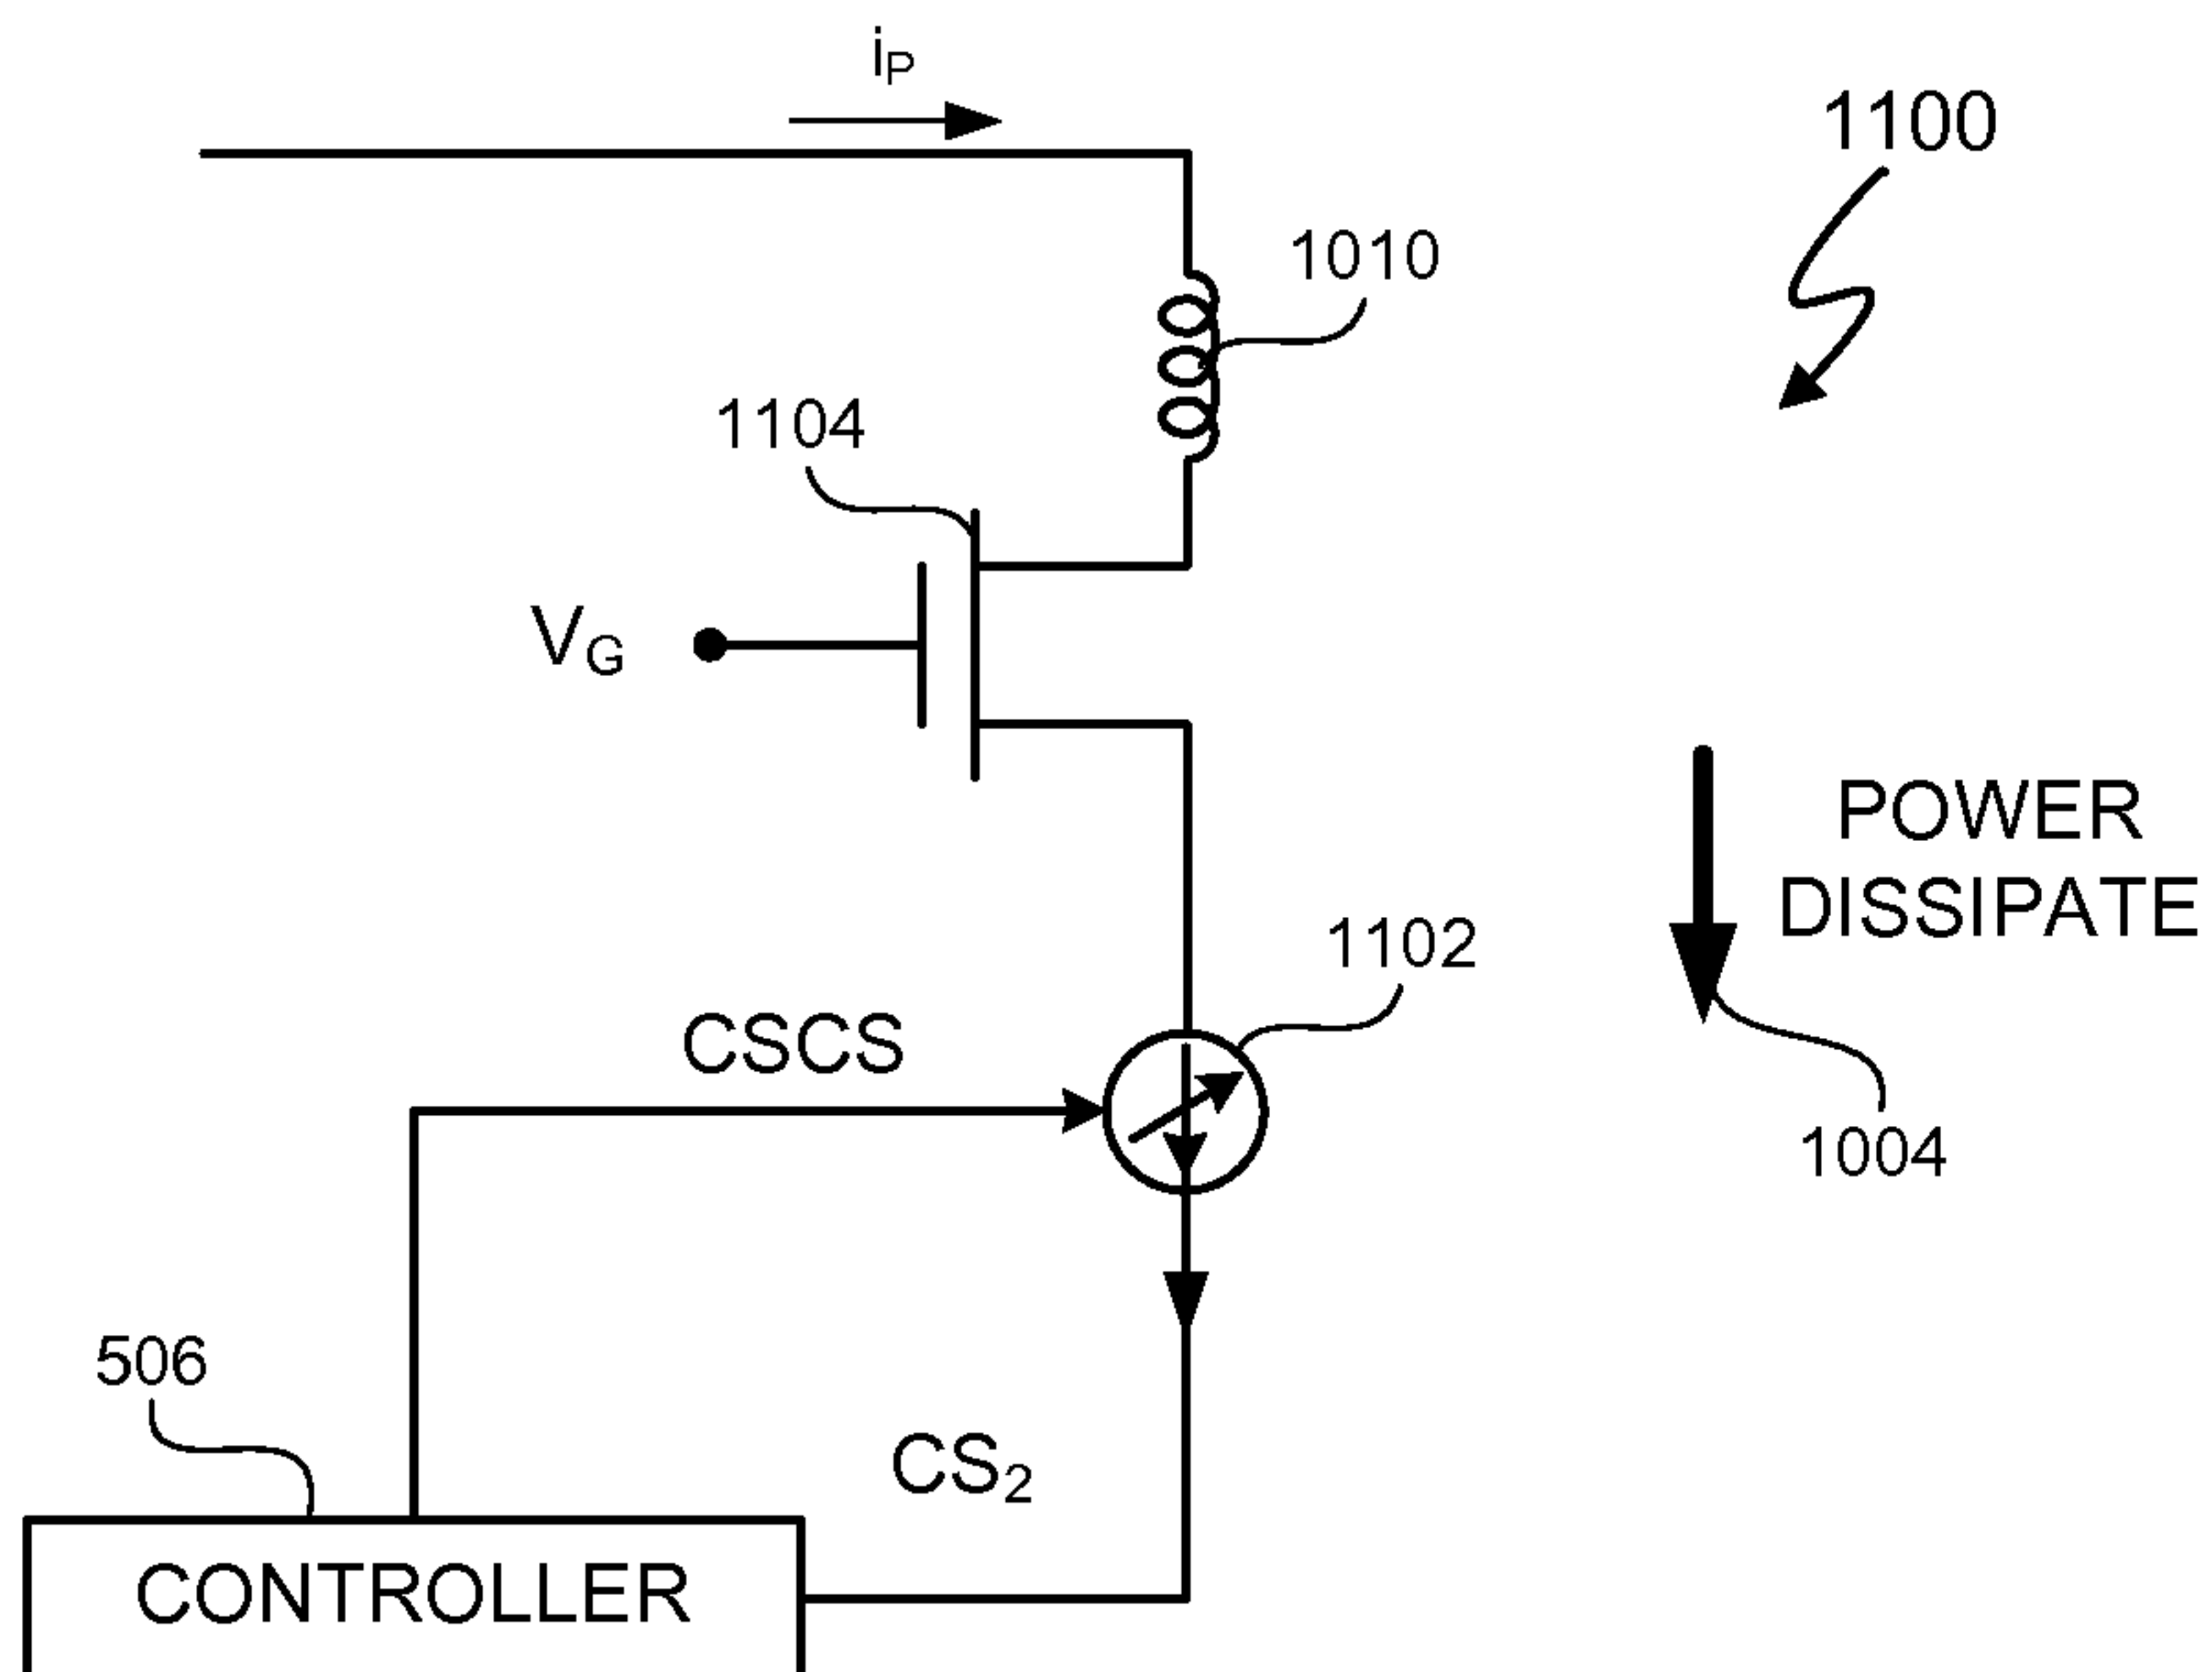 iP
1100
1010
1104
VG
POWER
DISSIPATE
1102
CSCS
1004
506
CS2
CONTROLLER